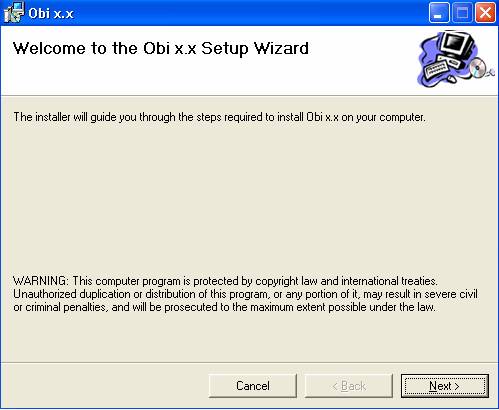 Obi x.x
Welcome to the Obi x.x Setup Wizard
The installer will guide you through the steps required to install Obi x.x on your computer.
WARNING: This computer program is protected by copyright law and international treaties.
Unauthorized duplication or distribution of this program, or any portion of it, may result in severe civil
or criminal penalties, and will be prosecuted to the maximum extent possible under the law.
Cancel
< Back
Next >